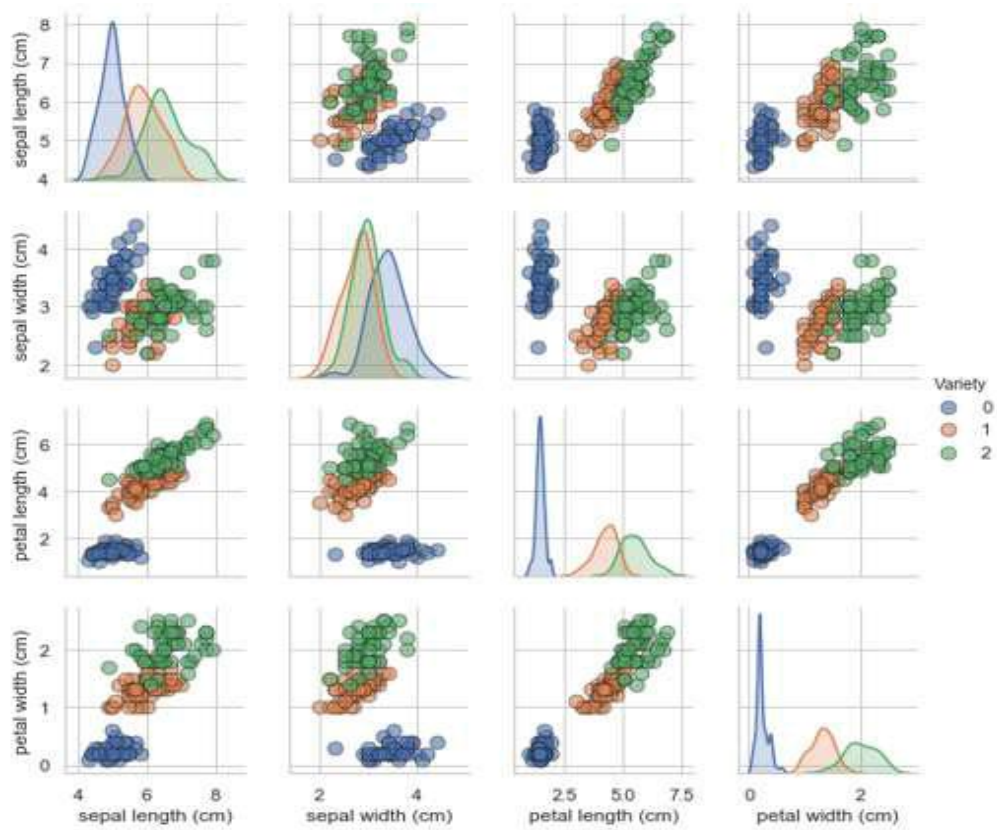 sepal length (cm)
8
7
6
5
4
sepal width (cm)
4
3
2
petal length (cm)
6
4
2
petal width (cm)
2
1
0
4 6 8
sepal length (cm)
2 4
sepal width (cm)
2.5 5.0 7.5
petal length (cm)
0 2
petal width (cm)
Variety
0
1
2